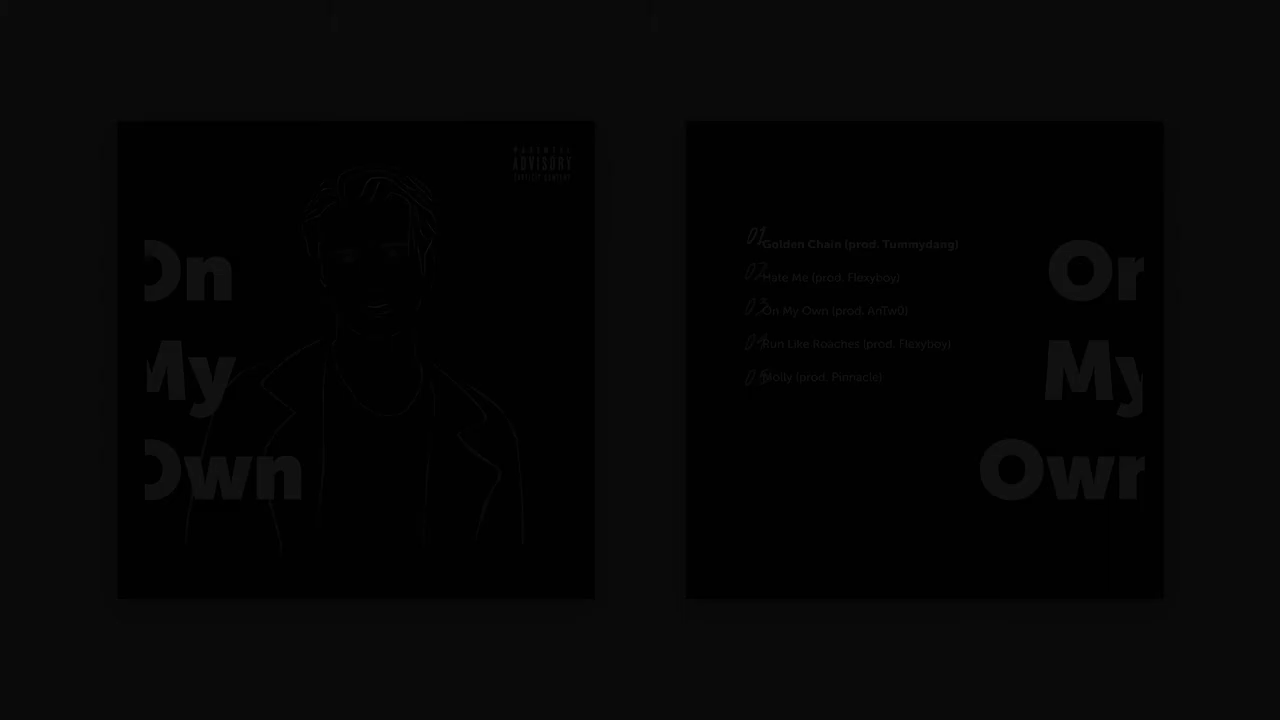 PARENTAL
ADVISORY
EXPLICIT CONTENT
On
My
Own
01 Golden Chain (prod. Tummydang)
02 Hate Me (prod. Flexyboy)
03 On My Own (prod. AnTw0)
04 Run Like Roaches (prod. Flexyboy)
05 Molly (prod. Pinnacle)
On
My
Own